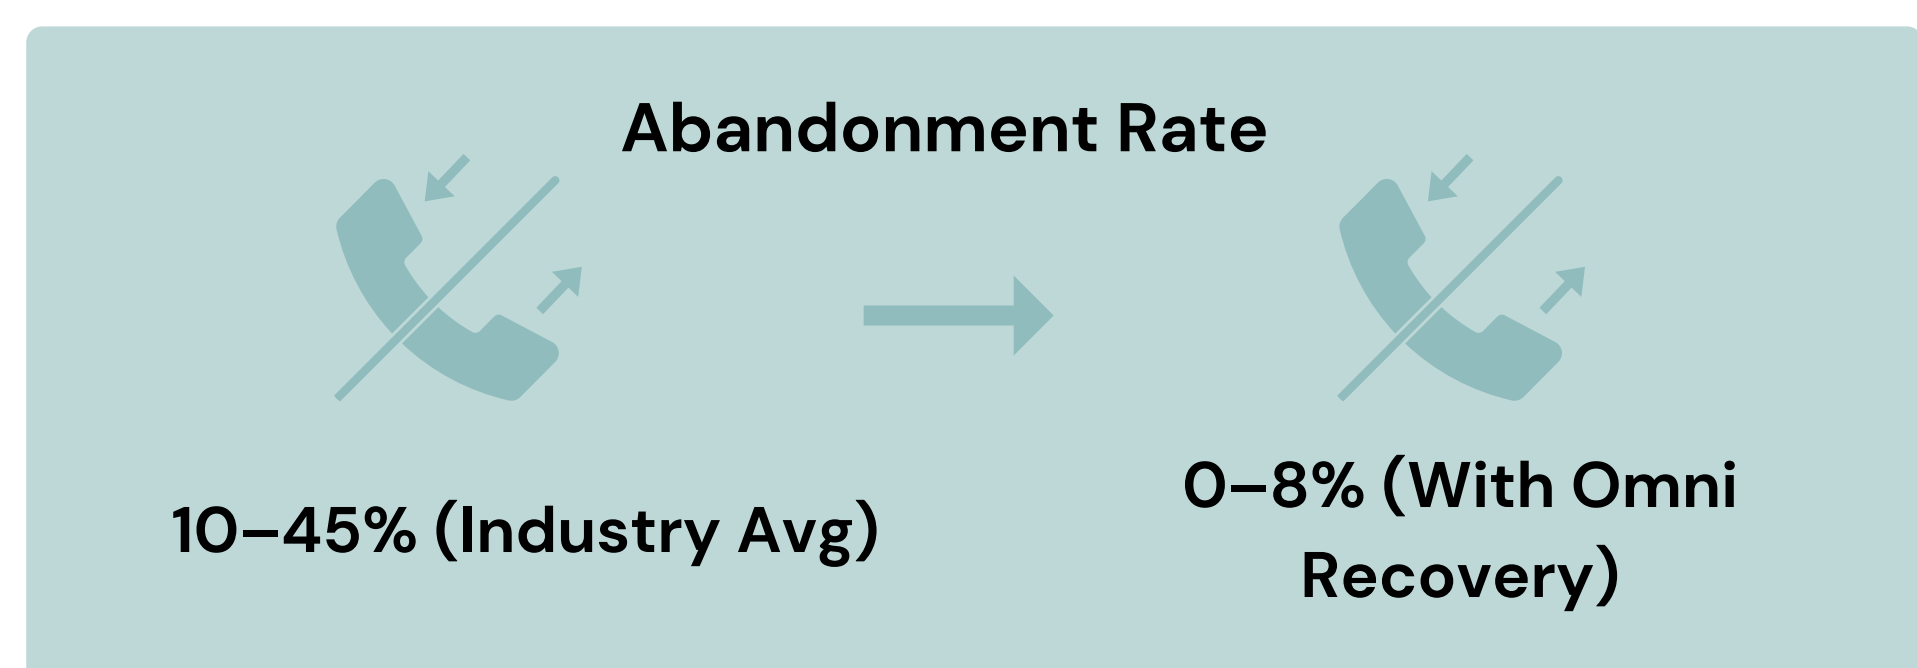 Abandonment Rate
10–45% (Industry Avg)
0–8% (With Omni
Recovery)